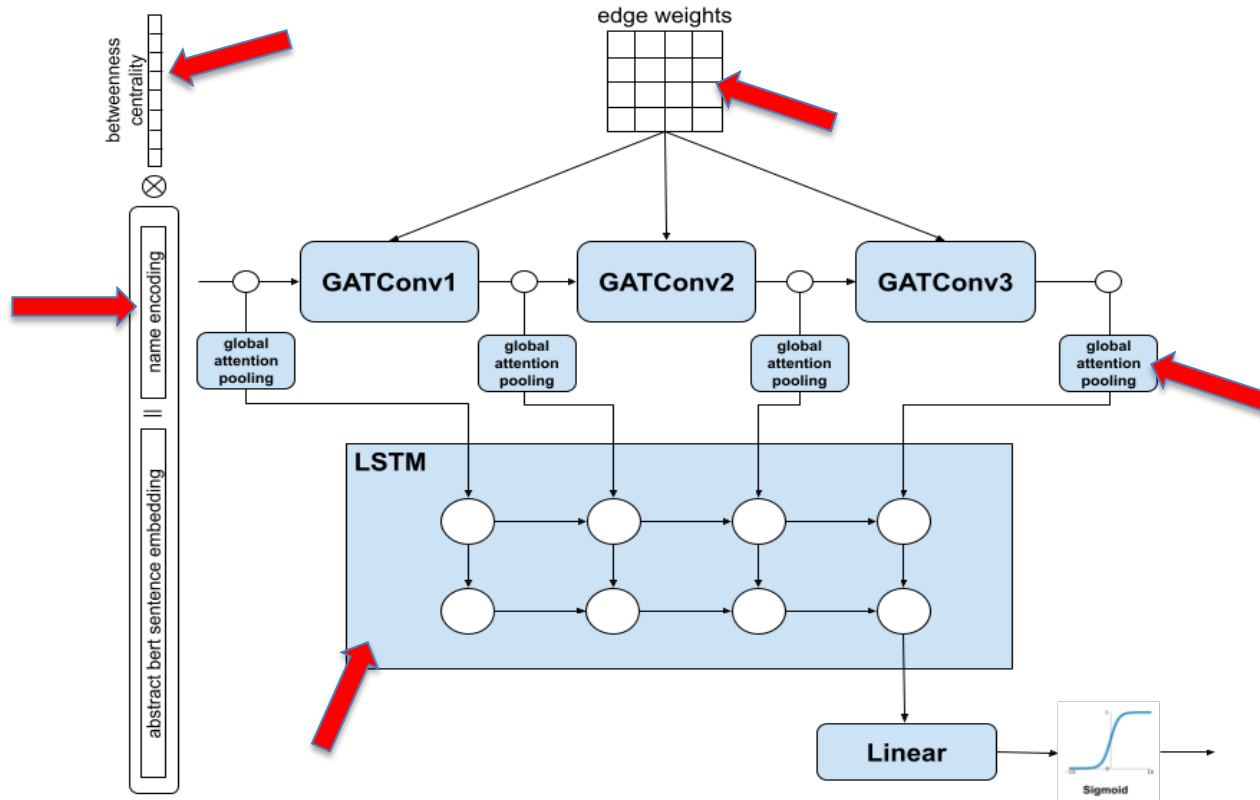 edge weights
betweenness
centrality
name encoding
||
abstract bert sentence embedding
GATConv1
GATConv2
GATConv3
global
attention
pooling
global
attention
pooling
global
attention
pooling
global
attention
pooling
LSTM
Linear
Sigmoid